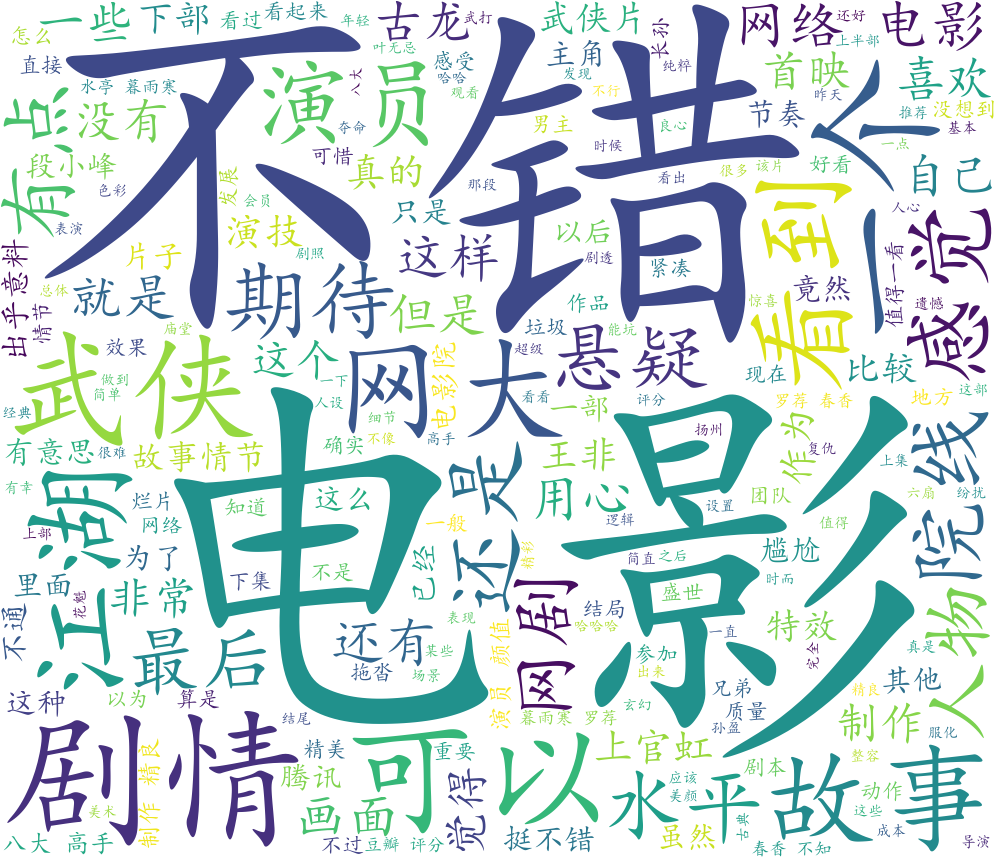 不错
电影
一些
下部
看过
看起来
年轻
武打
古龙
武侠片
网络
电影
还好
上半部
怎么
直接
水亭
暮雨寒
叶无忌
八大
感受
哈哈
主角
长孙
纯粹
首映
发现
喜欢
没想到
推荐
有点
没有
演员
观看
不行
节奏
昨天
一个
基本
段小峰
夺命
男主
良心
可惜
真的
时候
很多
该片
好看
一点
自己
色彩
发展
会员
那段
看出
只是
看到
人心
表演
演技
剧照
以后
剧透
紧凑
感觉
出乎意料
片子
这样
竟然
值得一看
总体
情节
就是
期待
但是
作品
惊喜
遗憾
庙堂
能坑
垃圾
悬疑
效果
武侠
这个
网大
电影院
超级
现在
比较
这部
做到
简单
一下
看看
评分
罗荐 春香
地方
经典
人设
细节
一部
扬州
复仇
作为
有意思
很难
故事情节
确实
不像
高手
王非
上集
院线
有幸
江湖
烂片
知道
这么
还是
用心
团队
设置
六扇
纷扰
上部
网络
一般
逻辑
值得
为了
下集
不是
已经
精彩
简直
之后
尴尬
时而
里面
非常
盛世
人物
不通
花魁
最后
还有
表现
网剧
结局
哈哈哈
一直
特效
拖沓
某些
颜值
参加
出来
完全
真是
这种
以为
算是
场景
兄弟
精良
其他
剧情
结尾
演员
暮雨寒 罗荐
玄幻
质量
孙盈
制作
服化
精美
可以
重要
上官虹
整容
制作 精良
腾讯
水平
应该
剧本
动作
故事
美术
画面
觉得
美颜
古典
这些
八大 高手
不过
豆瓣 评分
挺不错
虽然
春香 不知
成本
导演